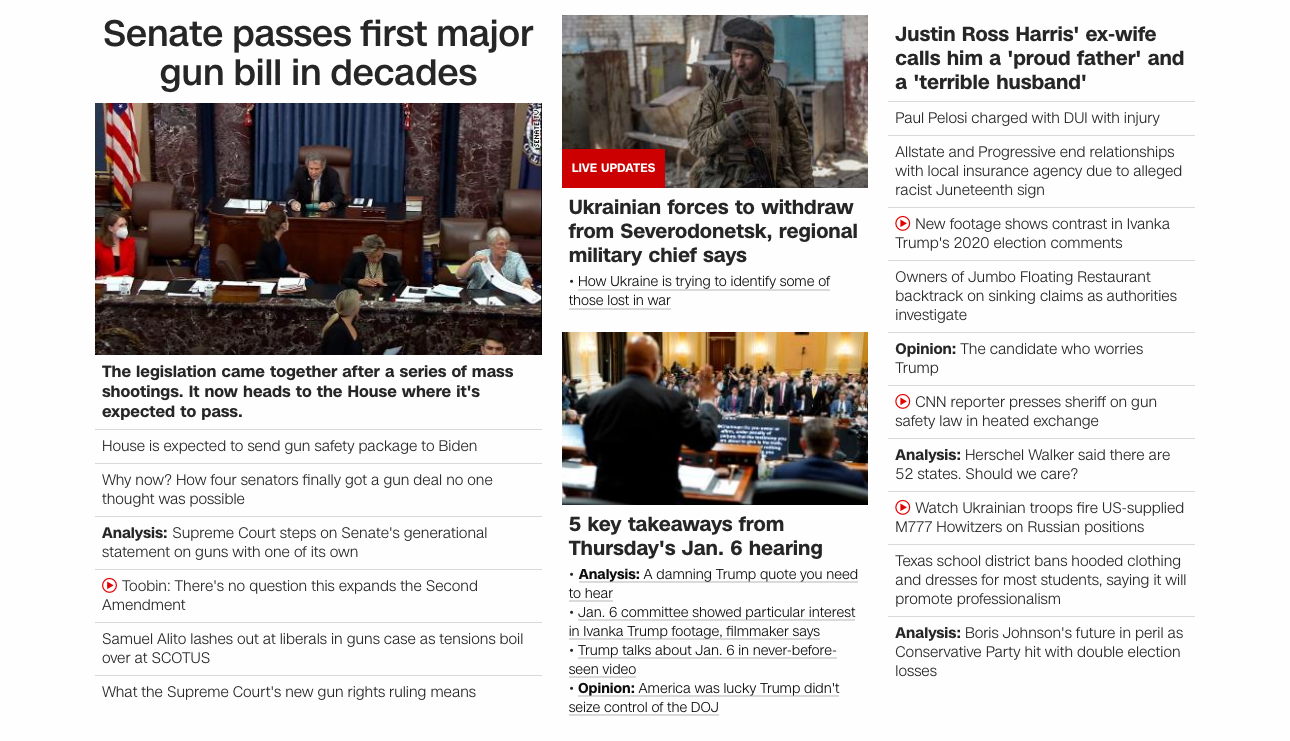 Senate passes first major
gun bill in decades
SENATE TV
The legislation came together after a series of mass
shootings. It now heads to the House where it's
expected to pass.
House is expected to send gun safety package to Biden
Why now? How four senators finally got a gun deal no one
thought was possible
Analysis: Supreme Court steps on Senate's generational
statement on guns with one of its own
Toobin: There's no question this expands the Second
Amendment
Samuel Alito lashes out at liberals in guns case as tensions boil
over at SCOTUS
What the Supreme Court's new gun rights ruling means
LIVE UPDATES
Ukrainian forces to withdraw
from Severodonetsk, regional
military chief says
• How Ukraine is trying to identify some of
those lost in war
5 key takeaways from
Thursday's Jan. 6 hearing
• Analysis: A damning Trump quote you need
to hear
• Jan. 6 committee showed particular interest
in Ivanka Trump footage, filmmaker says
• Trump talks about Jan. 6 in never-before-
seen video
• Opinion: America was lucky Trump didn't
seize control of the DOJ
Justin Ross Harris' ex-wife
calls him a 'proud father' and
a 'terrible husband'
Paul Pelosi charged with DUI with injury
Allstate and Progressive end relationships
with local insurance agency due to alleged
racist Juneteenth sign
New footage shows contrast in Ivanka
Trump's 2020 election comments
Owners of Jumbo Floating Restaurant
backtrack on sinking claims as authorities
investigate
Opinion: The candidate who worries
Trump
CNN reporter presses sheriff on gun
safety law in heated exchange
Analysis: Herschel Walker said there are
52 states. Should we care?
Watch Ukrainian troops fire US-supplied
M777 Howitzers on Russian positions
Texas school district bans hooded clothing
and dresses for most students, saying it will
promote professionalism
Analysis: Boris Johnson's future in peril as
Conservative Party hit with double election
losses